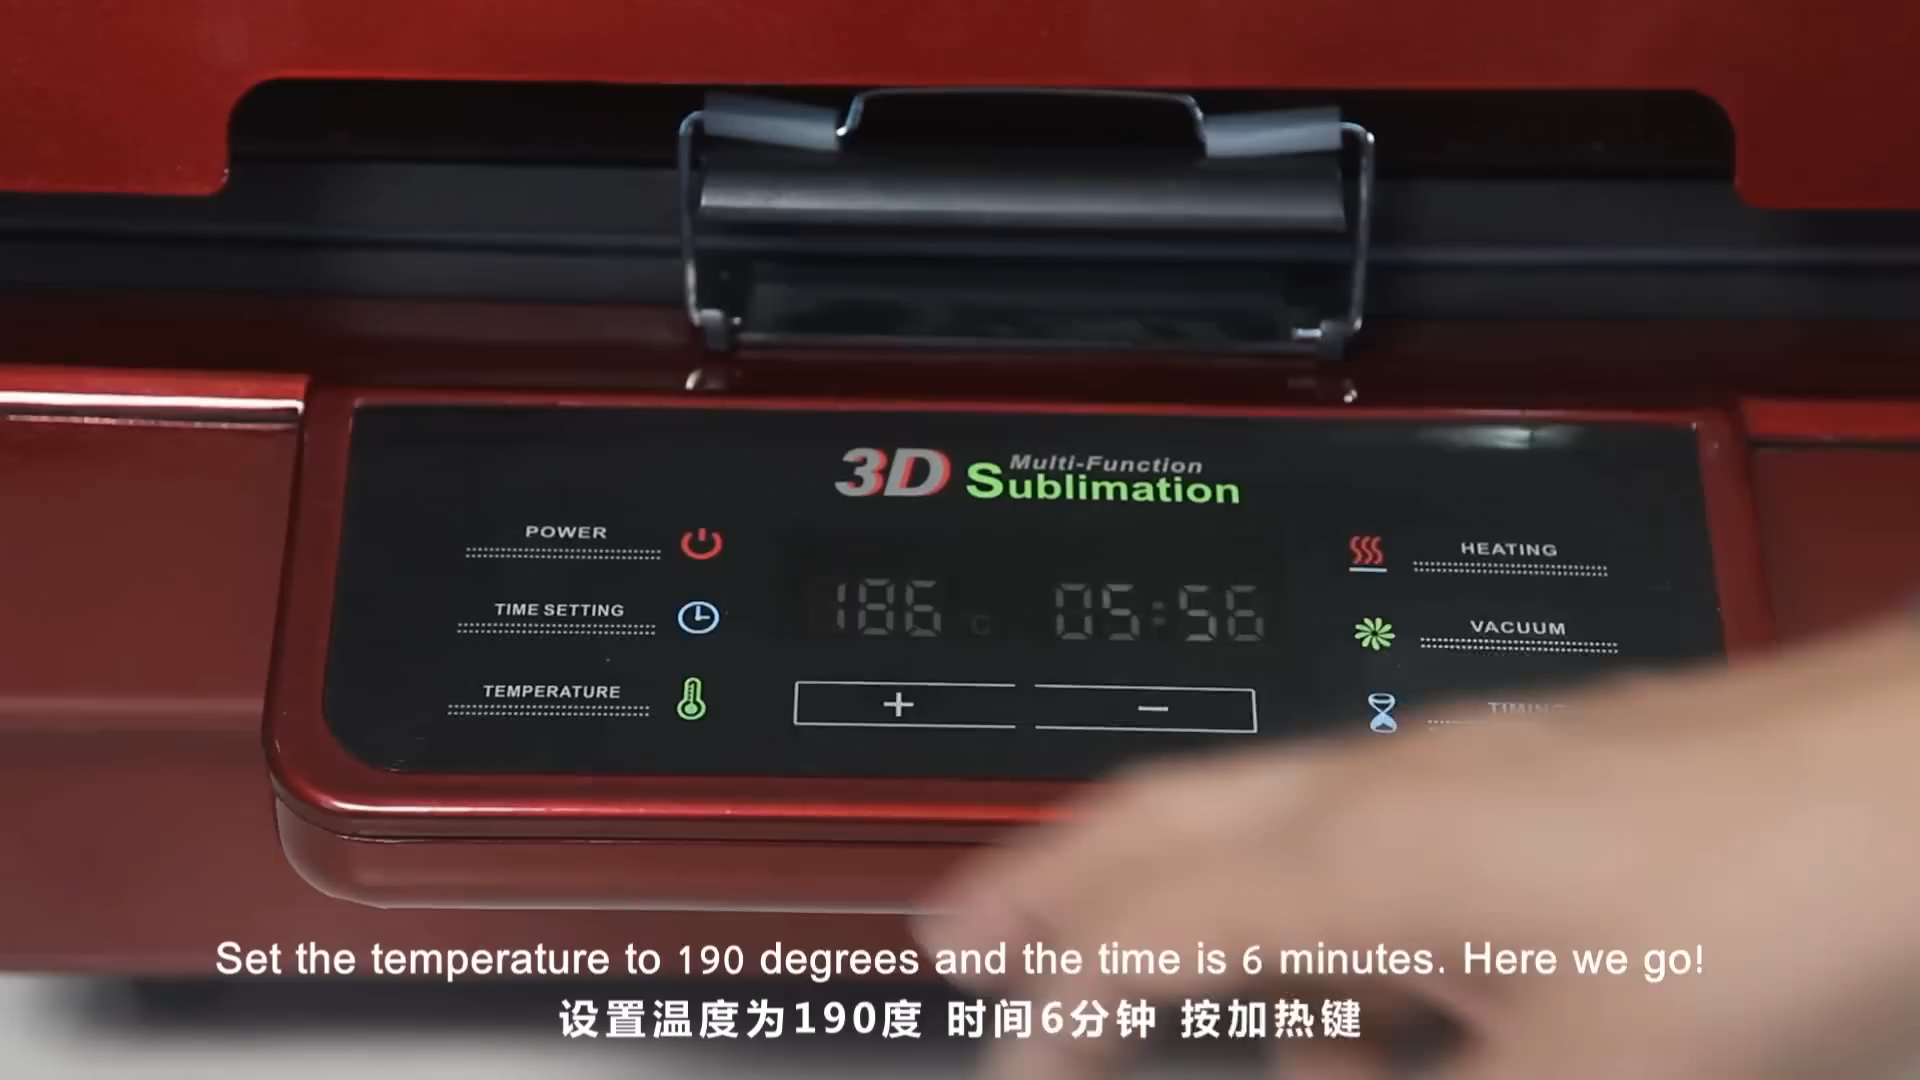 3D Multi-Function
Sublimation
POWER
HEATING
186 °C 05:56
TIME SETTING
VACUUM
TEMPERATURE
TIMING
+ −
Set the temperature to 190 degrees and the time is 6 minutes. Here we go!
设置温度为190度 时间6分钟 按加热键